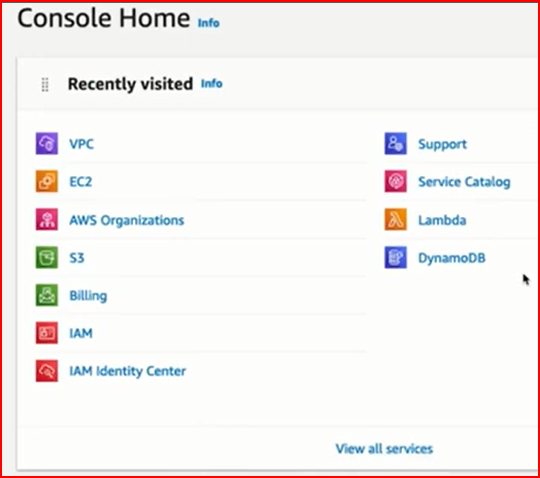 Console Home Info
Recently visited Info
VPC
EC2
AWS Organizations
S3
Billing
IAM
IAM Identity Center
Support
Service Catalog
Lambda
DynamoDB
View all services